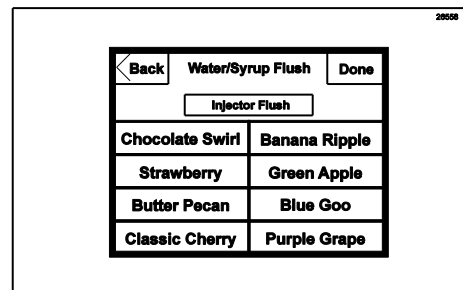 26558
Back Water/Syrup Flush Done
Injector Flush
Chocolate Swirl Banana Ripple
Strawberry Green Apple
Butter Pecan Blue Goo
Classic Cherry Purple Grape